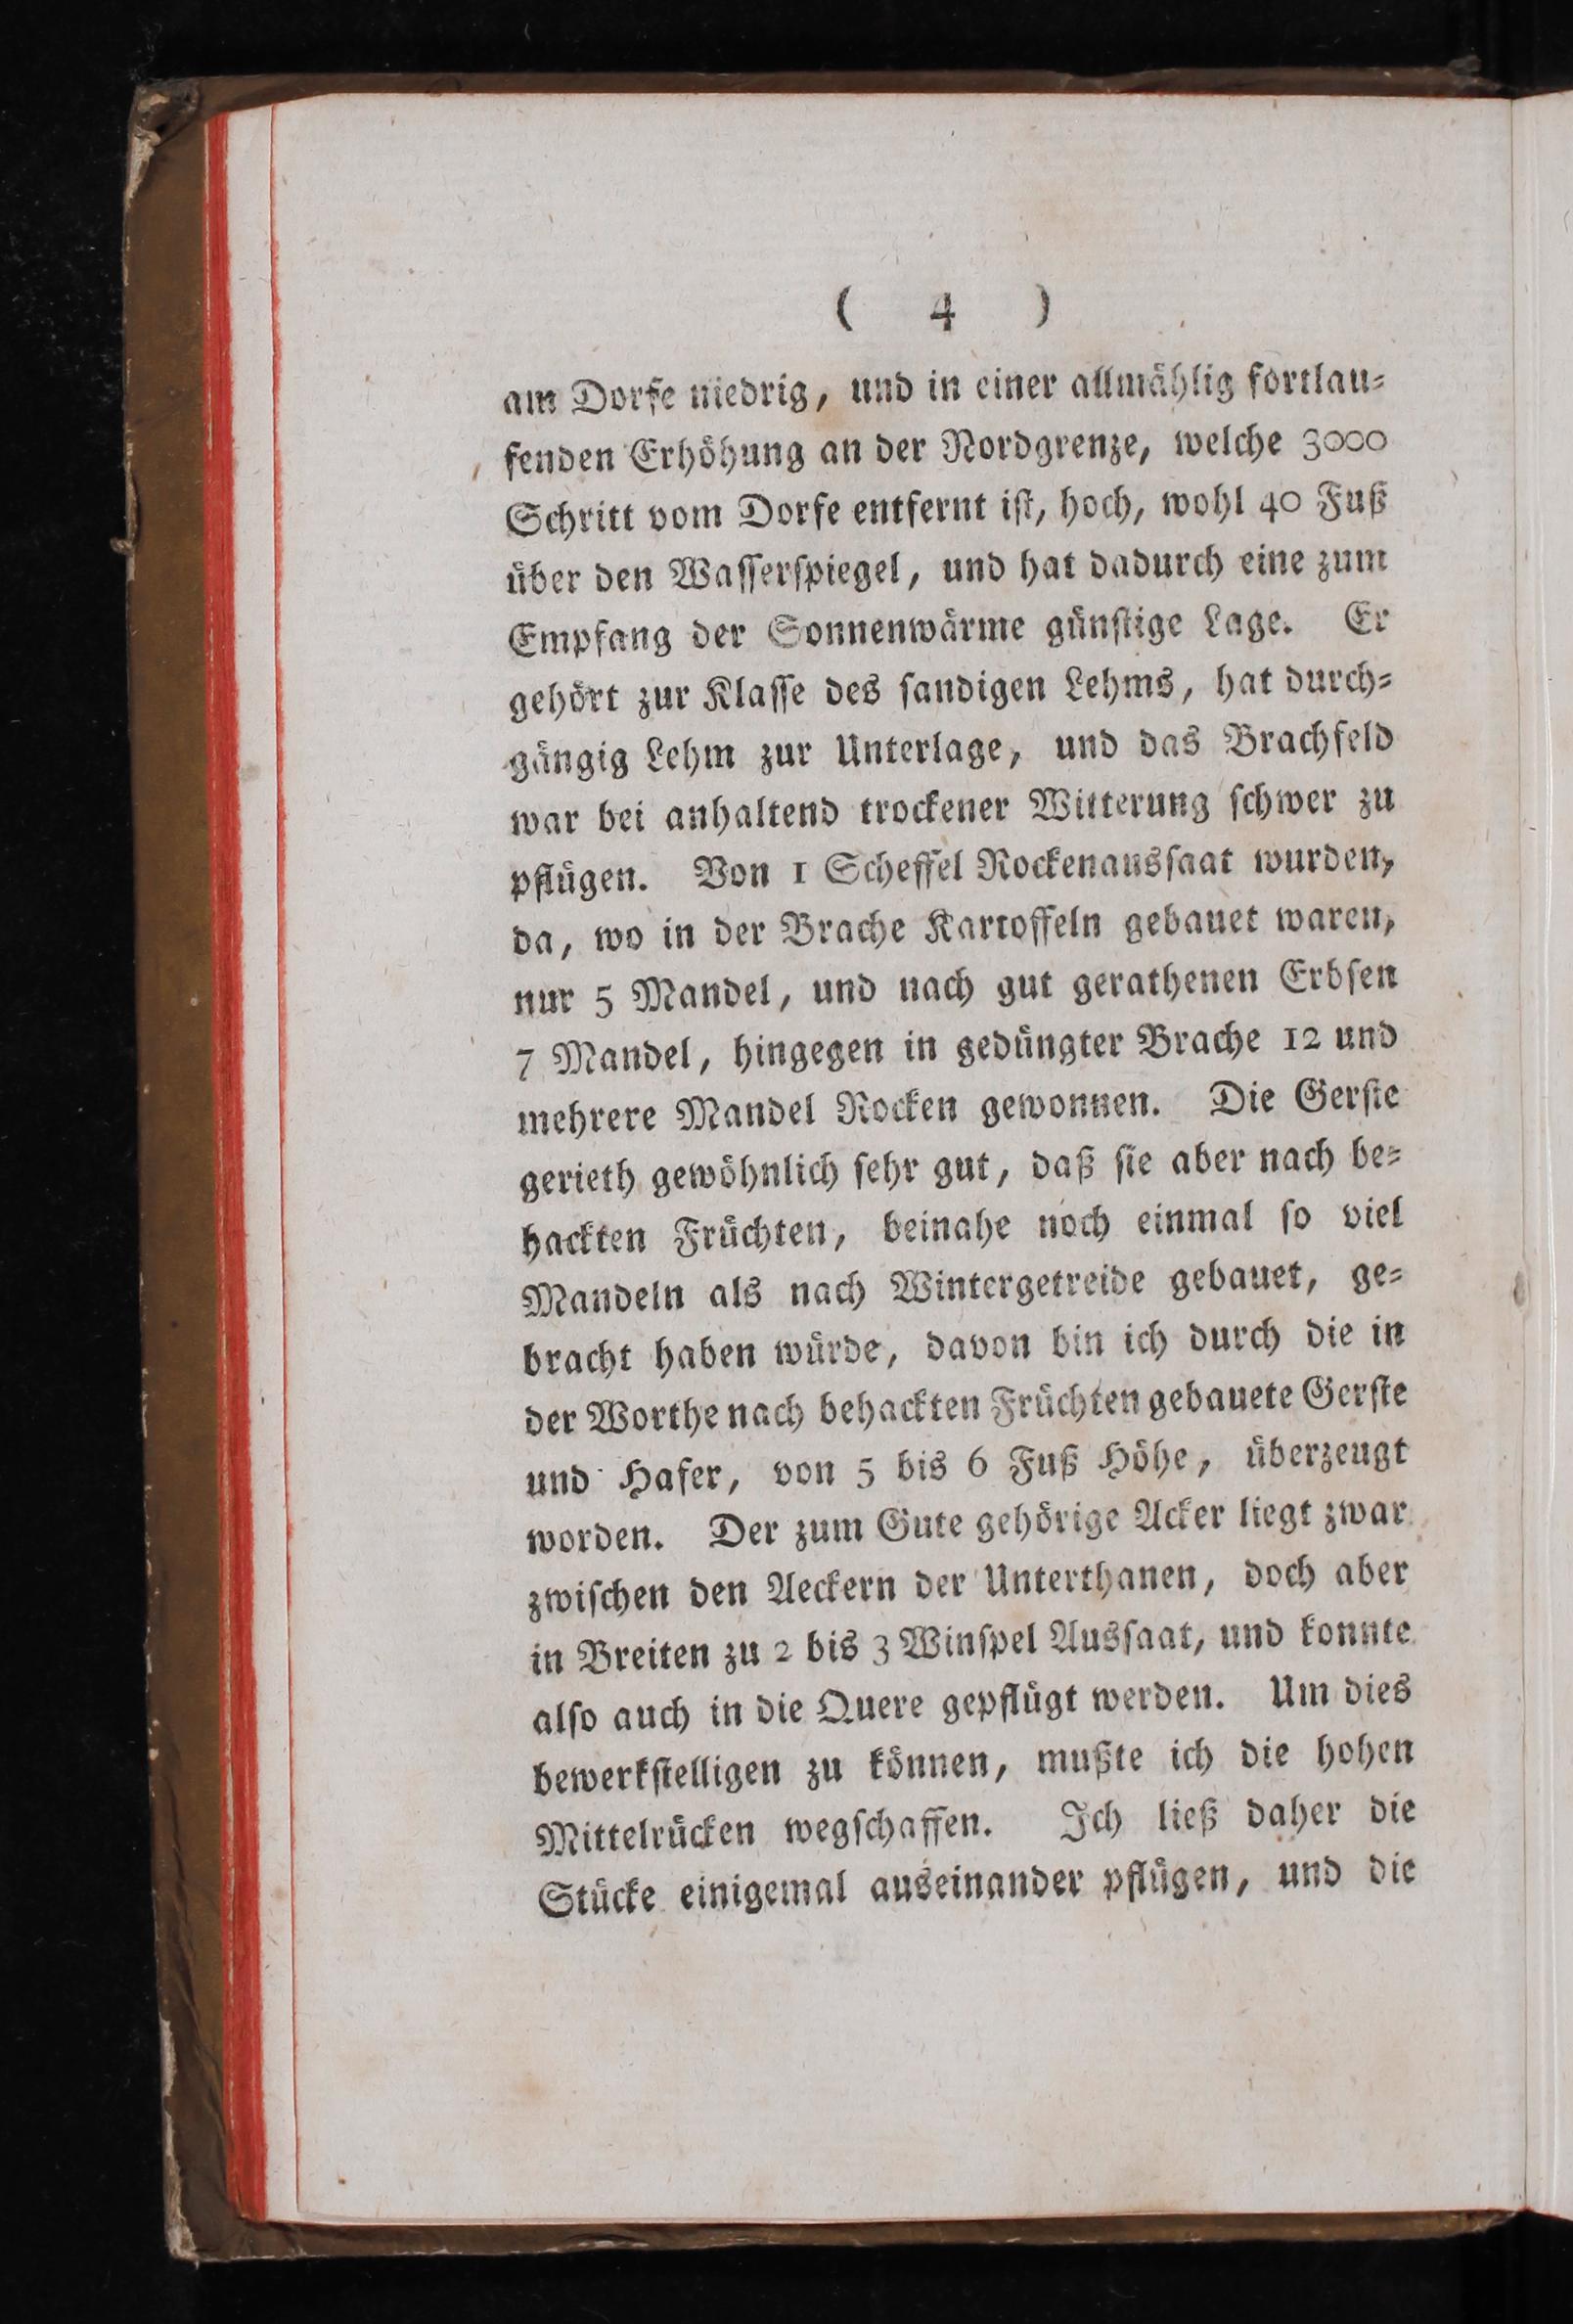 ( 4 )
am Dorfe niedrig, und in einer allmählig fortlau⸗
fenden Erhöhung an der Nordgrenze, welche 3000
Schritt vom Dorfe entfernt iſt, hoch, wohl 40 Fuß
über den Waſſerſpiegel, und hat dadurch eine zum
Empfang der Sonnenwärme günſtige Lage. Er
gehört zur Klaſſe des ſandigen Lehms, hat durch⸗
gängig Lehm zur Unterlage, und das Brachfeld
war bei anhaltend trockener Witterung ſchwer zu
pflügen. Von 1 Scheffel Rockenausſaat wurden,
da, wo in der Brache Kartoffeln gebauet waren,
nur 5 Mandel, und nach gut gerathenen Erbſen
7 Mandel, hingegen in gedüngter Brache 12 und
mehrere Mandel Rocken gewonnen. Die Gerſte
gerieth gewöhnlich ſehr gut, daß ſie aber nach be⸗
hackten Früchten, beinahe noch einmal ſo viel
Mandeln als nach Wintergetreide gebauet, ge⸗
bracht haben würde, davon bin ich durch die in
der Worthe nach behackten Früchten gebauete Gerſte
und Hafer, von 5 bis 6 Fuß Höhe, überzeugt
worden. Der zum Gute gehörige Acker liegt zwar
zwiſchen den Aeckern der Unterthanen, doch aber
in Breiten zu 2 bis 3 Winſpel Ausſaat, und konnte
alſo auch in die Quere gepflügt werden. Um dies
bewerkſtelligen zu können, mußte ich die hohen
Mittelrücken wegſchaffen. Ich ließ daher die
Stücke einigemal auseinander pflügen, und die